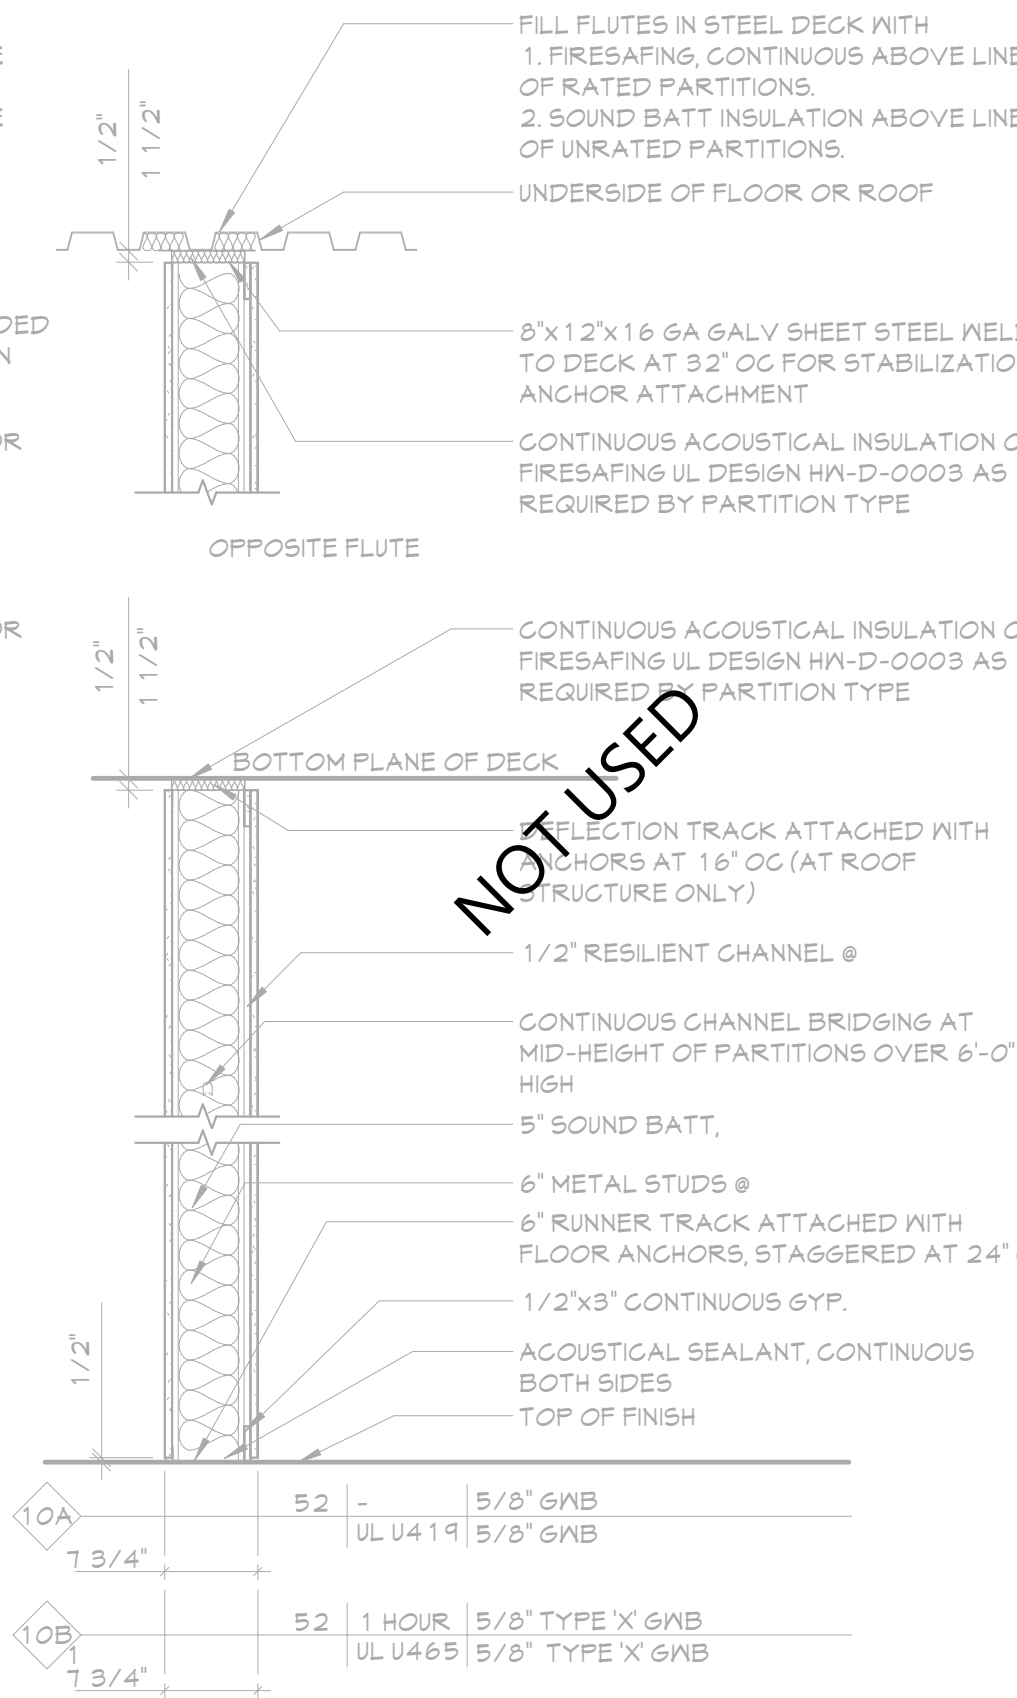 FILL FLUTES IN STEEL DECK WITH
1. FIRESAFING, CONTINUOUS ABOVE LINE
OF RATED PARTITIONS.
2. SOUND BATT INSULATION ABOVE LINE
OF UNRATED PARTITIONS.
1/2"
1 1/2"
UNDERSIDE OF FLOOR OR ROOF
DED
8"x12"x16 GA GALV SHEET STEEL WEL
TO DECK AT 32" OC FOR STABILIZATIO
ANCHOR ATTACHMENT
OR
CONTINUOUS ACOUSTICAL INSULATION O
FIRESAFING UL DESIGN HW-D-0003 AS
REQUIRED BY PARTITION TYPE
OPPOSITE FLUTE
OR
1/2"
1 1/2"
CONTINUOUS ACOUSTICAL INSULATION O
FIRESAFING UL DESIGN HW-D-0003 AS
REQUIRED BY PARTITION TYPE
BOTTOM PLANE OF DECK
NOT USED
DEFLECTION TRACK ATTACHED WITH
ANCHORS AT 16" OC (AT ROOF
STRUCTURE ONLY)
1/2" RESILIENT CHANNEL @
CONTINUOUS CHANNEL BRIDGING AT
MID-HEIGHT OF PARTITIONS OVER 6'-0"
HIGH
5" SOUND BATT,
6" METAL STUDS @
6" RUNNER TRACK ATTACHED WITH
FLOOR ANCHORS, STAGGERED AT 24"
1/2"x3" CONTINUOUS GYP.
1/2"
ACOUSTICAL SEALANT, CONTINUOUS
BOTH SIDES
TOP OF FINISH
10A 52 - 5/8" GWB
UL U419 5/8" GWB
7 3/4"
10B 52 1 HOUR 5/8" TYPE 'X' GWB
1 UL U465 5/8" TYPE 'X' GWB
7 3/4"